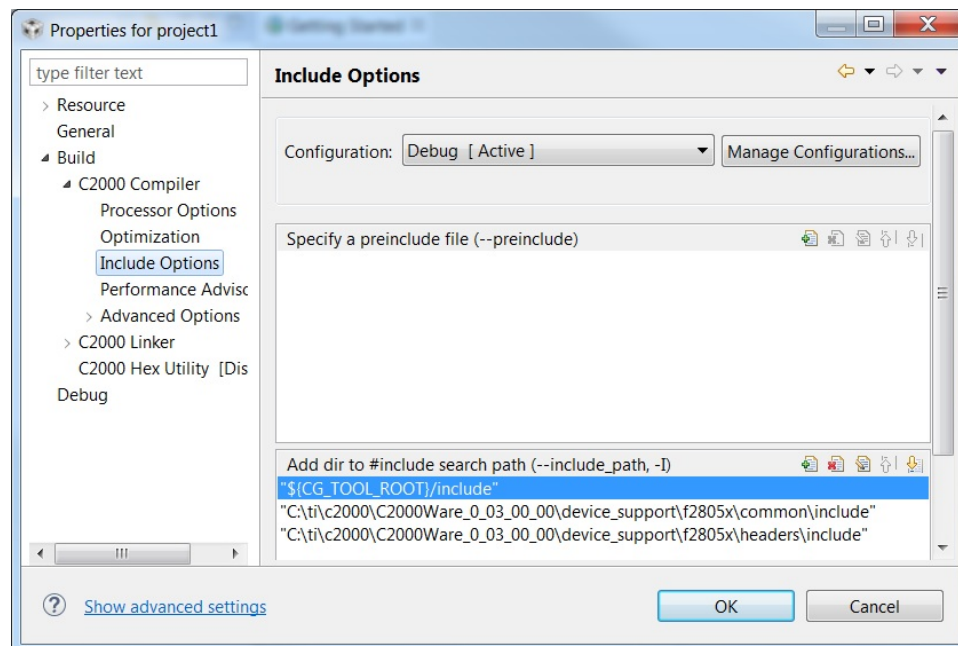 Properties for project1
Getting Started
type filter text
Resource
General
Build
C2000 Compiler
Processor Options
Optimization
Include Options
Performance Advisc
Advanced Options
C2000 Linker
C2000 Hex Utility [Dis
Debug
Include Options
Configuration: Debug [ Active ] Manage Configurations...
Specify a preinclude file (--preinclude)
Add dir to #include search path (--include_path, -I)
"${CG_TOOL_ROOT}/include"
"C:\ti\c2000\C2000Ware_0_03_00_00\device_support\f2805x\common\include"
"C:\ti\c2000\C2000Ware_0_03_00_00\device_support\f2805x\headers\include"
Show advanced settings
OK Cancel